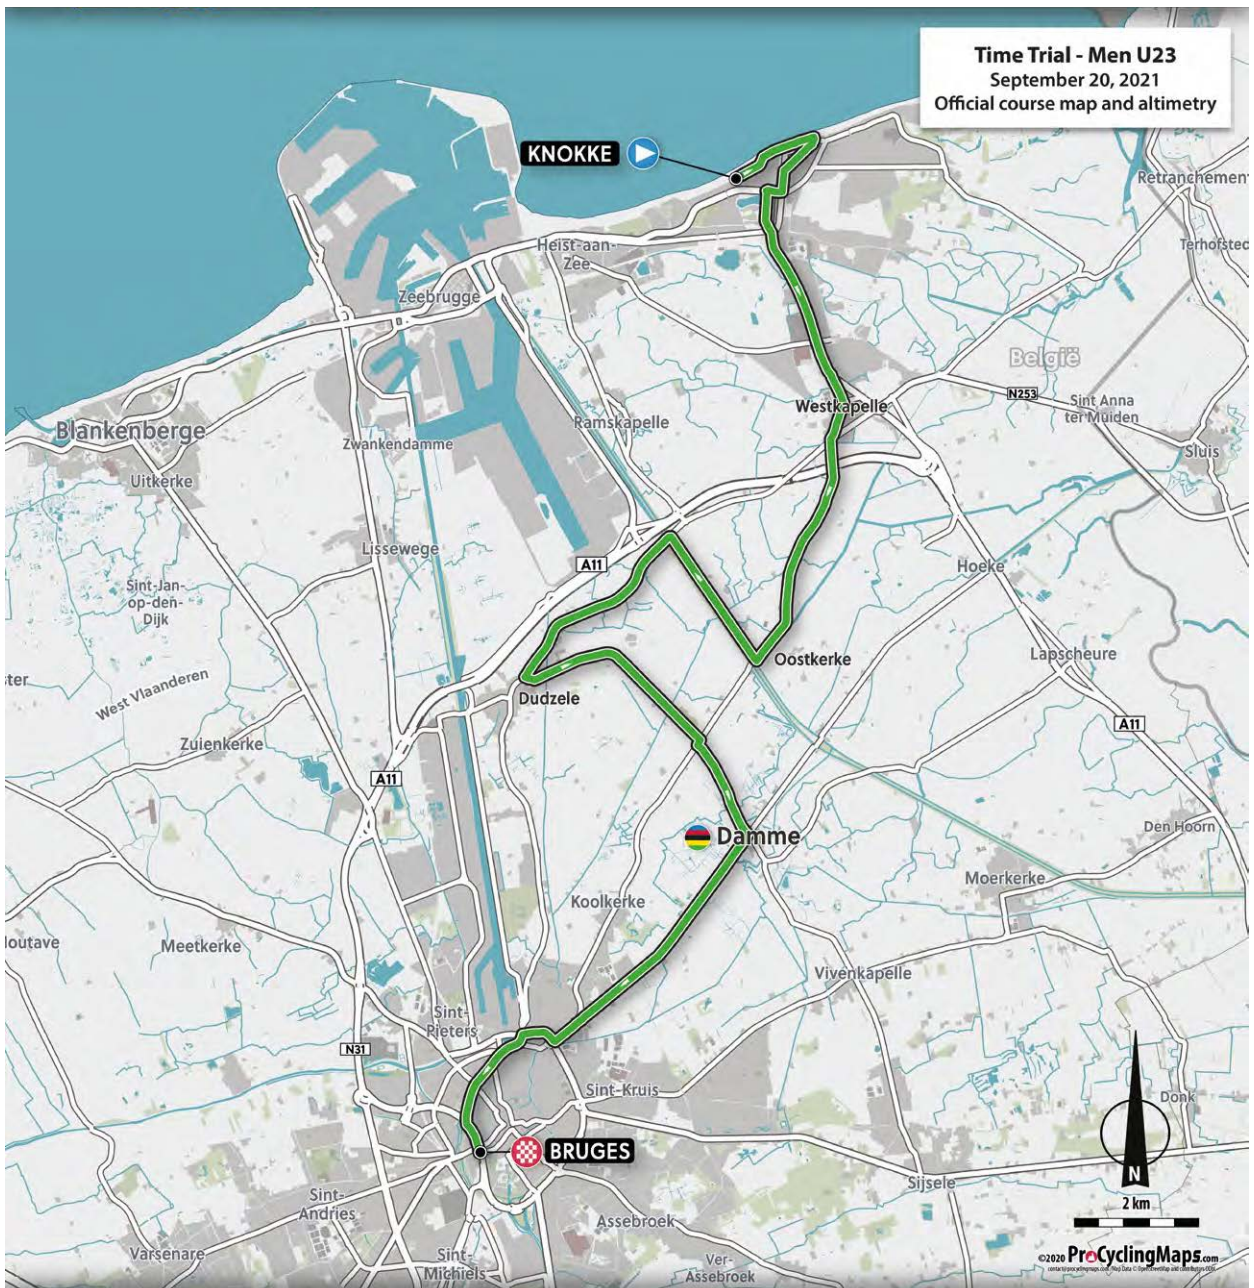 Time Trial - Men U23
September 20, 2021
Official course map and altimetry
KNOKKE
Retranchement
Heist-aan-
Zee
Zeebrugge
België
N253
Sint Anna
ter Muiden
Westkapelle
Ramskapelle
Blankenberge
Zwankendamme
Sluis
Uitkerke
Lissewege
A11
Hoeke
Sint-Jan-
op-den-
Dijk
Oostkerke
Lapscheure
West Vlaanderen
Dudzele
A11
Zuienkerke
A11
Damme
Den Hoorn
Moerkerke
Koolkerke
Meetkerke
Vivenkapelle
Sint-
Pieters
N31
Sint-Kruis
Donk
BRUGES
N
Sijsele
Sint-
Andries
2 km
Assebroek
Varsenare
Sint-
Michiels
Ver-
Assebroek
©2020 ProCyclingMaps.com